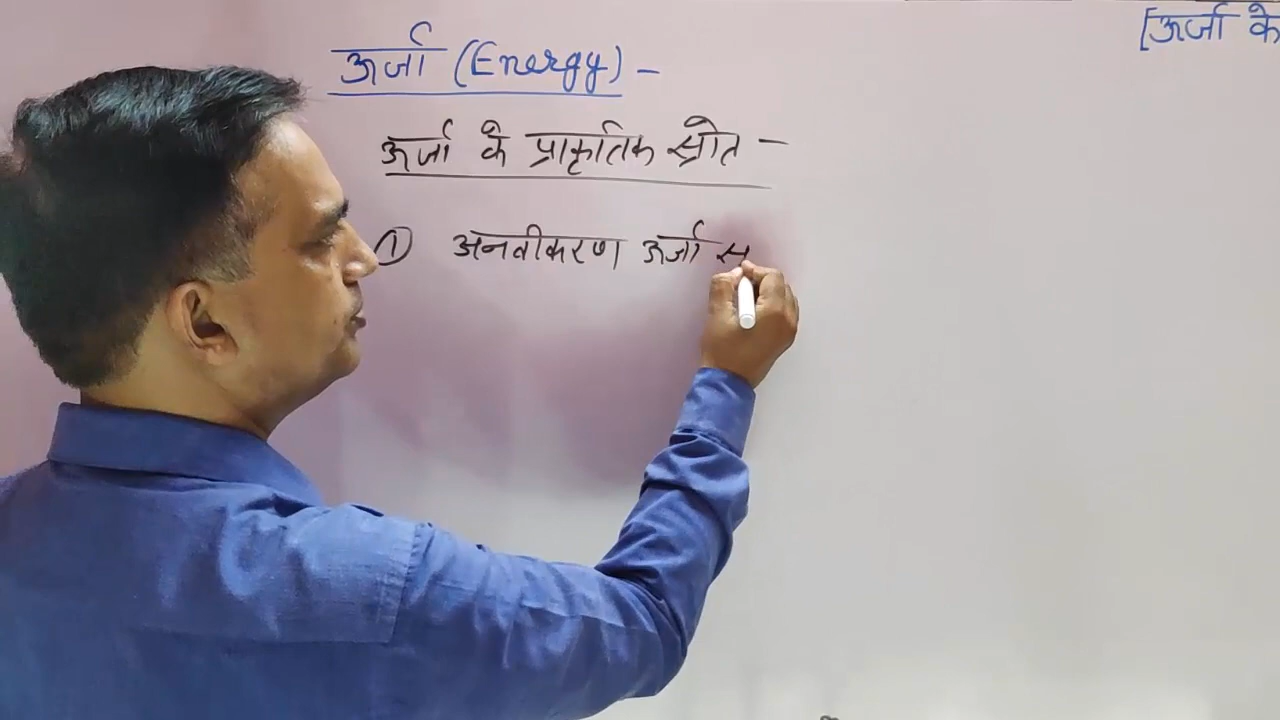 ऊर्जा (Energy) –
[ऊर्जा के
ऊर्जा के प्राकृतिक स्रोत –
① अनवीकरण ऊर्जा स